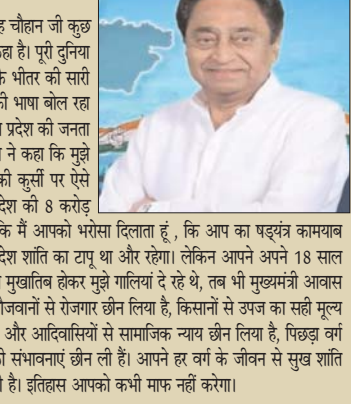 ह चौहान जी कुछ
हा है। पूरी दुनिया
के भीतर की सारी
की भाषा बोल रहा
प्रदेश की जनता
ने कहा कि मुझे
की कुर्सी पर ऐसे
देश की 8 करोड़
कि मैं आपको भरोसा दिलाता हूं , कि आप का षड्यंत्र कामयाब
देश शांति का टापू था और रहेगा। लेकिन आपने अपने 18 साल
मुखातिब होकर मुझे गालियां दे रहे थे, तब भी मुख्यमंत्री आवास
नौजवानों से रोजगार छीन लिया है, किसानों से उपज का सही मूल्य
और आदिवासियों से सामाजिक न्याय छीन लिया है, पिछड़ा वर्ग
की संभावनाएं छीन ली हैं। आपने हर वर्ग के जीवन से सुख शांति
है। इतिहास आपको कभी माफ नहीं करेगा।